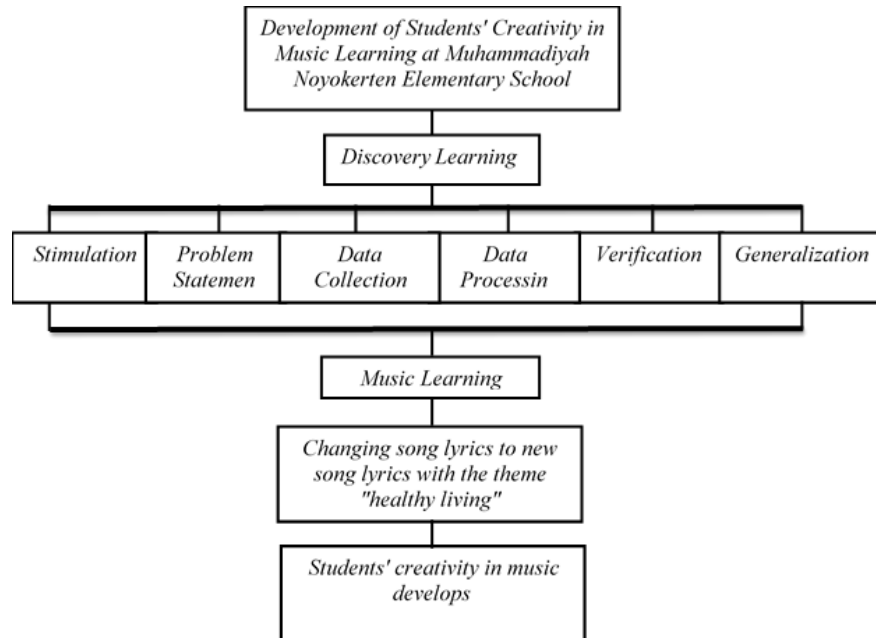 Development of Students' Creativity in
Music Learning at Muhammadiyah
Noyokerten Elementary School
Discovery Learning
Stimulation
Problem
Statemen
Data
Collection
Data
Processin
Verification
Generalization
Music Learning
Changing song lyrics to new
song lyrics with the theme
"healthy living"
Students' creativity in music
develops